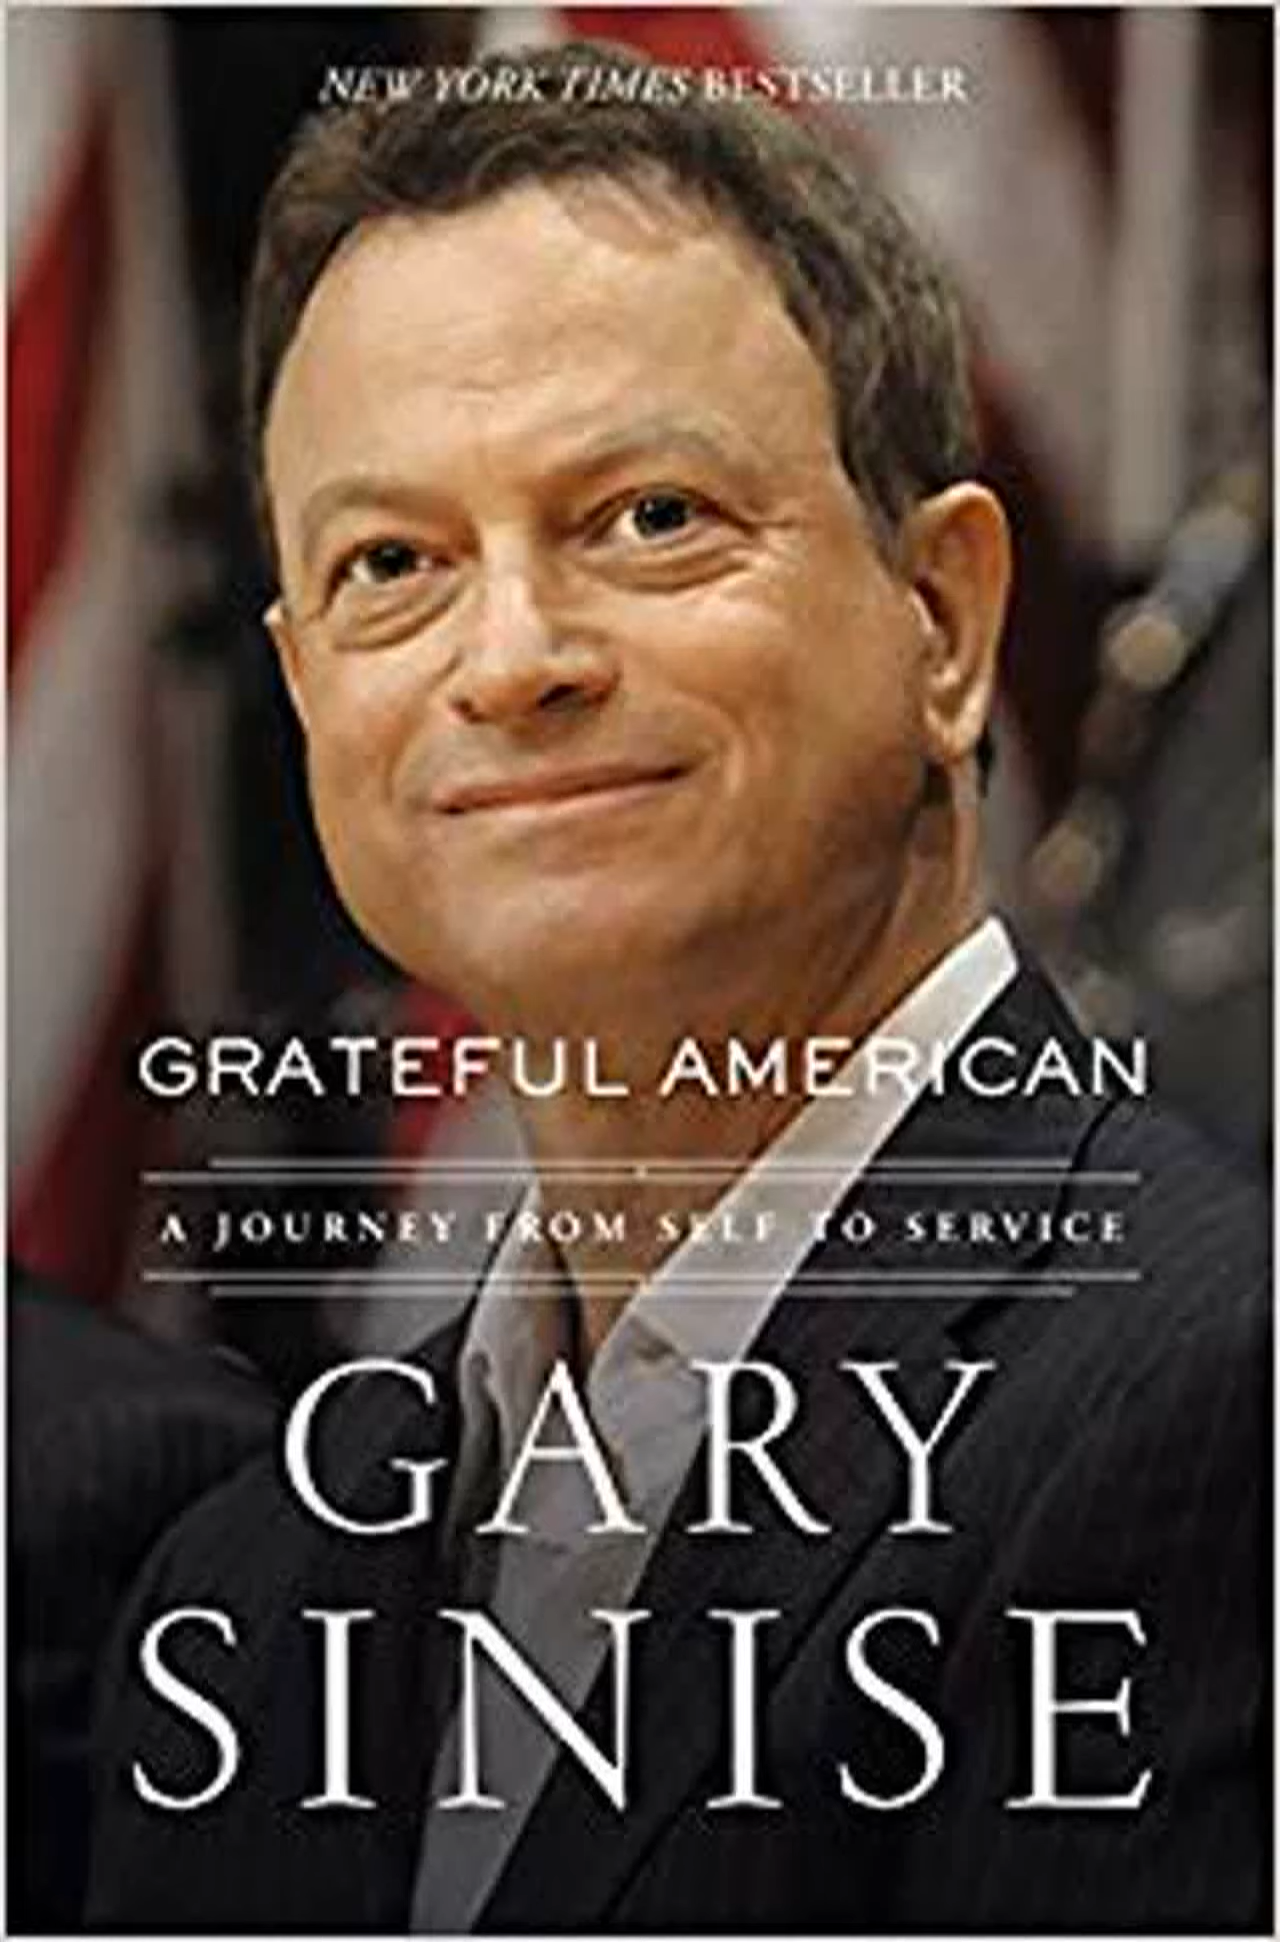 NEW YORK TIMES BESTSELLER
GRATEFUL AMERICAN
A JOURNEY FROM SELF TO SERVICE
GARY
SINISE